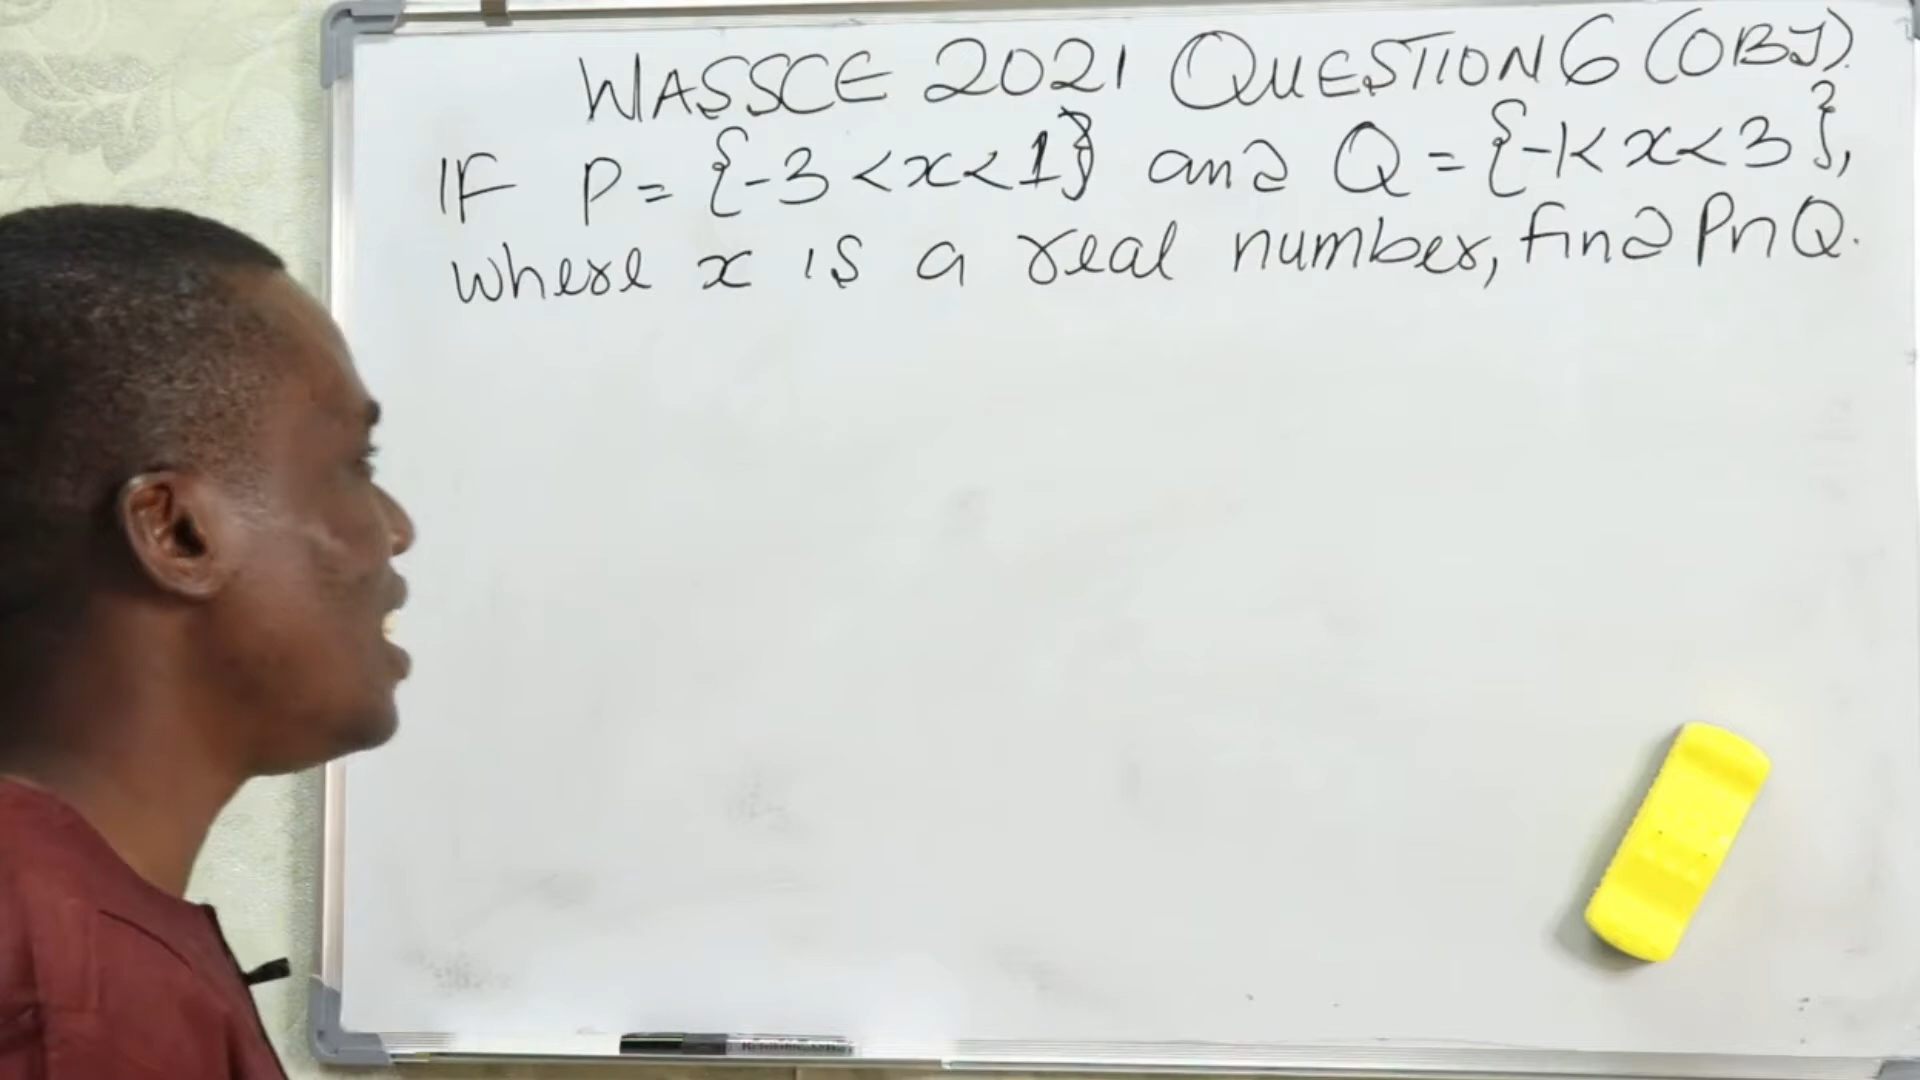 WASSCE 2021 QUESTION 6 (OBJ).
IF P = {-3 < x < 1} and Q = {-1< x < 3},
where x is a real number, find P∩Q.